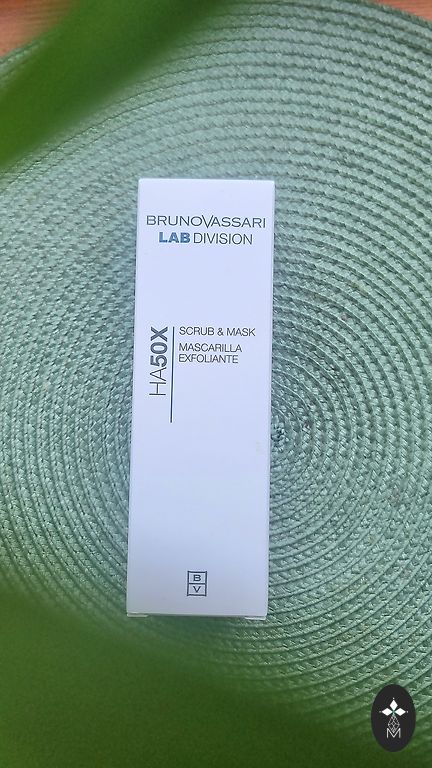 BRUNOVASSARI
LAB DIVISION
HA50X
SCRUB & MASK
MASCARILLA
EXFOLIANTE
B
V
M